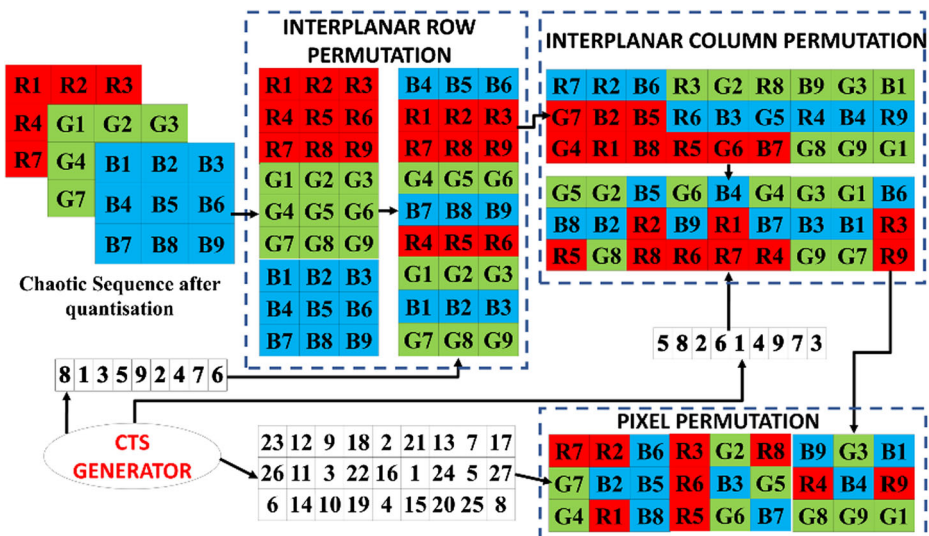 INTERPLANAR ROW
PERMUTATION
INTERPLANAR COLUMN PERMUTATION
R1 R2 R3
R4 G1 G2 G3
R7 G4 B1 B2 B3
G7 B4 B5 B6
B7 B8 B9
Chaotic Sequence after
quantisation
R1 R2 R3
R4 R5 R6
R7 R8 R9
G1 G2 G3
G4 G5 G6
G7 G8 G9
B1 B2 B3
B4 B5 B6
B7 B8 B9
B4 B5 B6
R1 R2 R3
R7 R8 R9
G4 G5 G6
B7 B8 B9
R4 R5 R6
G1 G2 G3
B1 B2 B3
G7 G8 G9
R7 R2 B6 R3 G2 R8 B9 G3 B1
G7 B2 B5 R6 B3 G5 R4 B4 R9
G4 R1 B8 R5 G6 B7 G8 G9 G1
G5 G2 B5 G6 B4 G4 G3 G1 B6
B8 B2 R2 B9 R1 B7 B3 B1 R3
R5 G8 R8 R6 R7 R4 G9 G7 R9
5 8 2 6 1 4 9 7 3
8 1 3 5 9 2 4 7 6
CTS
GENERATOR
23 12 9 18 2 21 13 7 17
26 11 3 22 16 1 24 5 27
6 14 10 19 4 15 20 25 8
PIXEL PERMUTATION
R7 R2 B6 R3 G2 R8 B9 G3 B1
G7 B2 B5 R6 B3 G5 R4 B4 R9
G4 R1 B8 R5 G6 B7 G8 G9 G1